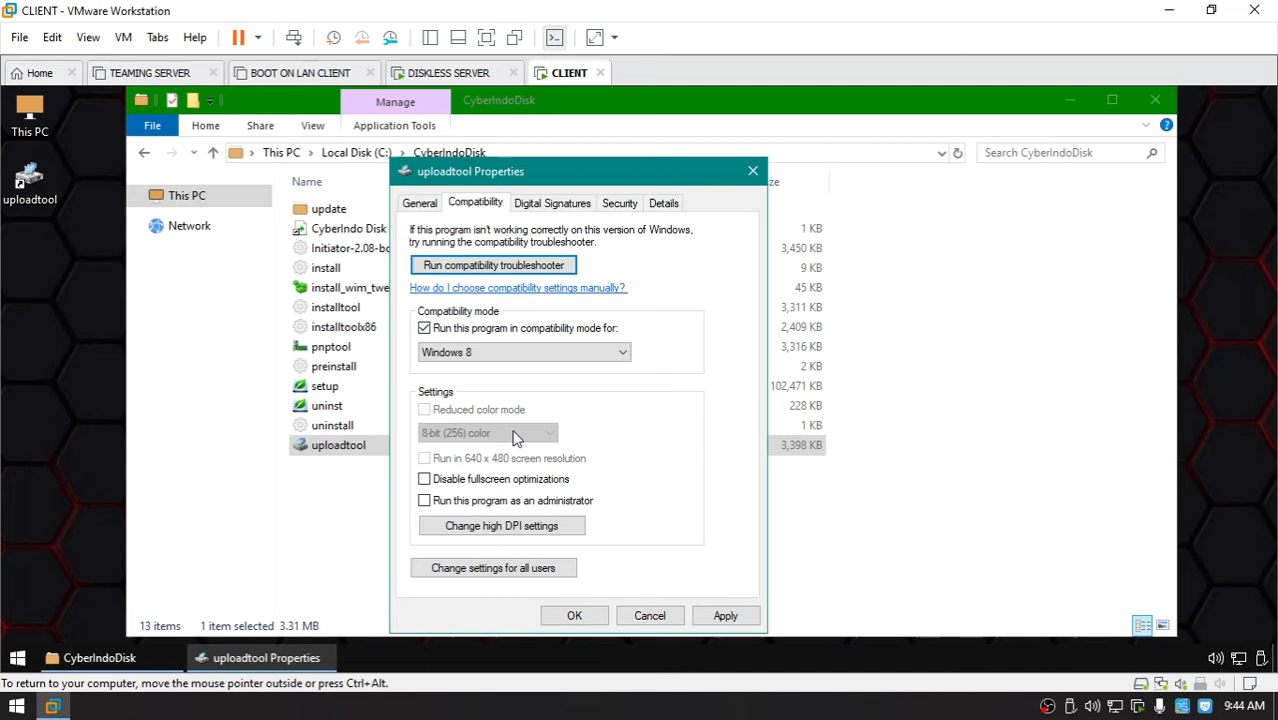 CLIENT - VMware Workstation
File Edit View VM Tabs Help
Home TEAMING SERVER BOOT ON LAN CLIENT DISKLESS SERVER CLIENT
This PC
uploadtool
Manage CyberIndoDisk
File Home Share View Application Tools
This PC Local Disk (C:) CyberIndoDisk Search CyberIndoDisk
This PC
Network
Name
update
CyberIndo Disk
Initiator-2.08-bo
install
install_wim_twe
installtool
installtoolx86
pnptool
preinstall
setup
uninst
uninstall
uploadtool
ze
1 KB
3,450 KB
9 KB
45 KB
3,311 KB
2,409 KB
3,316 KB
2 KB
102,471 KB
228 KB
1 KB
3,398 KB
uploadtool Properties
General Compatibility Digital Signatures Security Details
If this program isn't working correctly on this version of Windows,
try running the compatibility troubleshooter.
Run compatibility troubleshooter
How do I choose compatibility settings manually?
Compatibility mode
Run this program in compatibility mode for:
Windows 8
Settings
Reduced color mode
8-bit (256) color
Run in 640 x 480 screen resolution
Disable fullscreen optimizations
Run this program as an administrator
Change high DPI settings
Change settings for all users
OK Cancel Apply
13 items 1 item selected 3.31 MB
CyberIndoDisk uploadtool Properties
To return to your computer, move the mouse pointer outside or press Ctrl+Alt.
9:44 AM